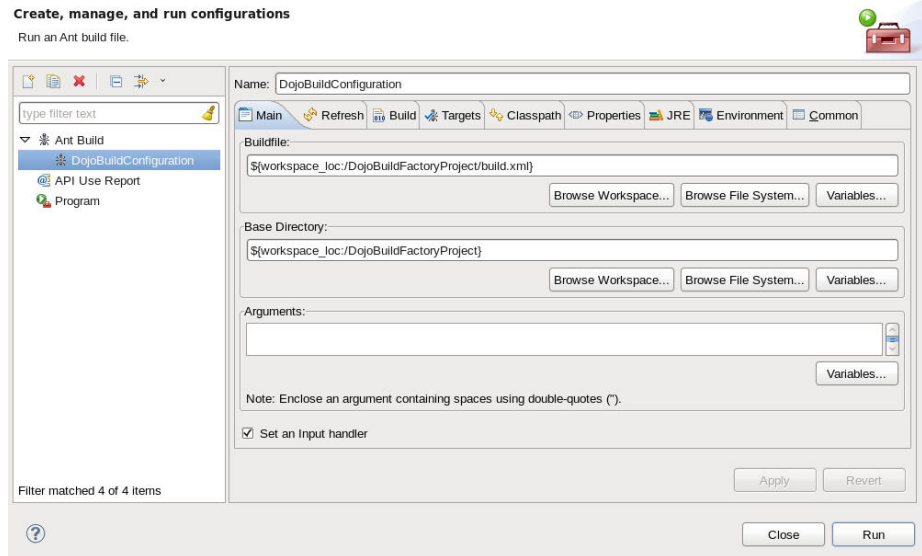 Create, manage, and run configurations
Run an Ant build file.
type filter text
Ant Build
DojoBuildConfiguration
API Use Report
Program
Filter matched 4 of 4 items
Name: DojoBuildConfiguration
Main Refresh Build Targets Classpath Properties JRE Environment Common
Buildfile:
${workspace_loc:/DojoBuildFactoryProject/build.xml}
Browse Workspace... Browse File System... Variables...
Base Directory:
${workspace_loc:/DojoBuildFactoryProject}
Browse Workspace... Browse File System... Variables...
Arguments:
Variables...
Note: Enclose an argument containing spaces using double-quotes (").
Set an Input handler
Apply Revert
Close Run